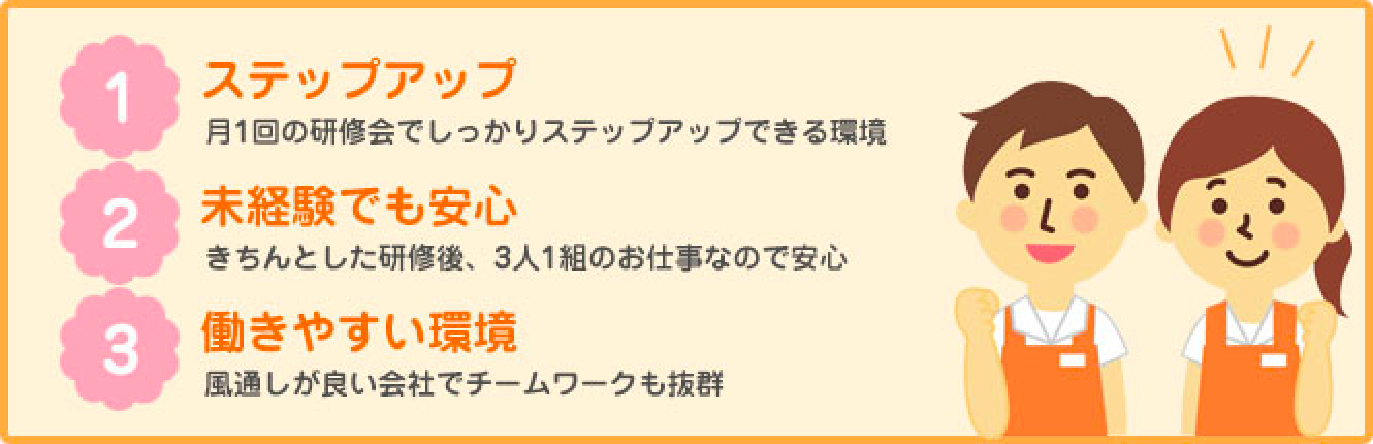 1
ステップアップ
月1回の研修会でしっかりステップアップできる環境
2
未経験でも安心
きちんとした研修後、3人1組のお仕事なので安心
3
働きやすい環境
風通しが良い会社でチームワークも抜群